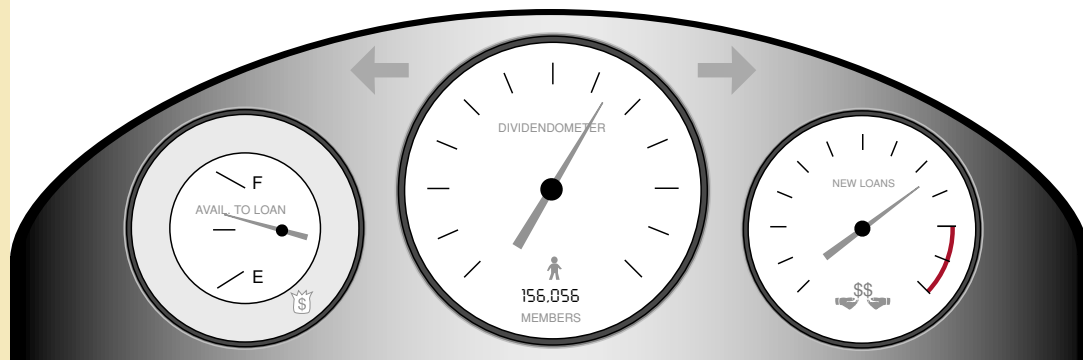 F
AVAIL. TO LOAN
E
$
DIVIDENDOMETER
156,056
MEMBERS
NEW LOANS
$$